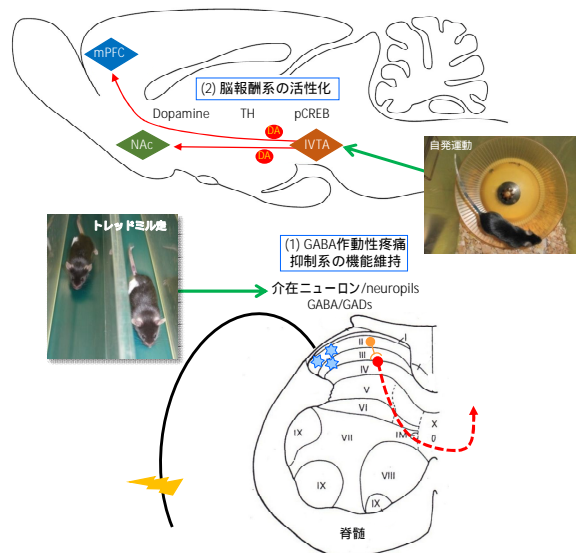 mPFC
(2) 脳報酬系の活性化
Dopamine TH pCREB
DA
NAc
DA
lVTA
自発運動
トレッドミル走
(1) GABA作動性疼痛
抑制系の機能維持
介在ニューロン/neuropils
GABA/GADs
I
II
III
IV
V
VI
X
IX
VII
IM
VIII
IX
IX
脊髄